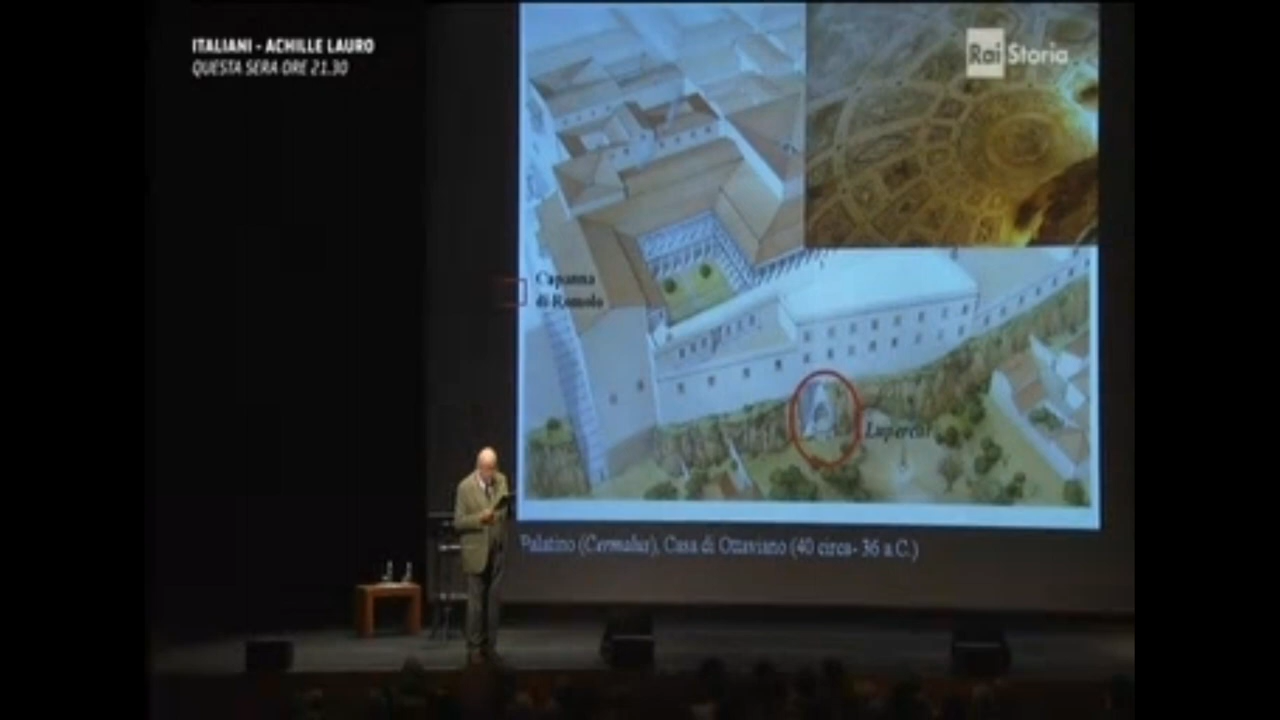 ITALIANI - ACHILLE LAURO
QUESTA SERA ORE 21.30
Rai Storia
Capanna
di Romolo
Lupercal
Palatino (Cermalus), Casa di Ottaviano (40 circa- 36 a.C.)